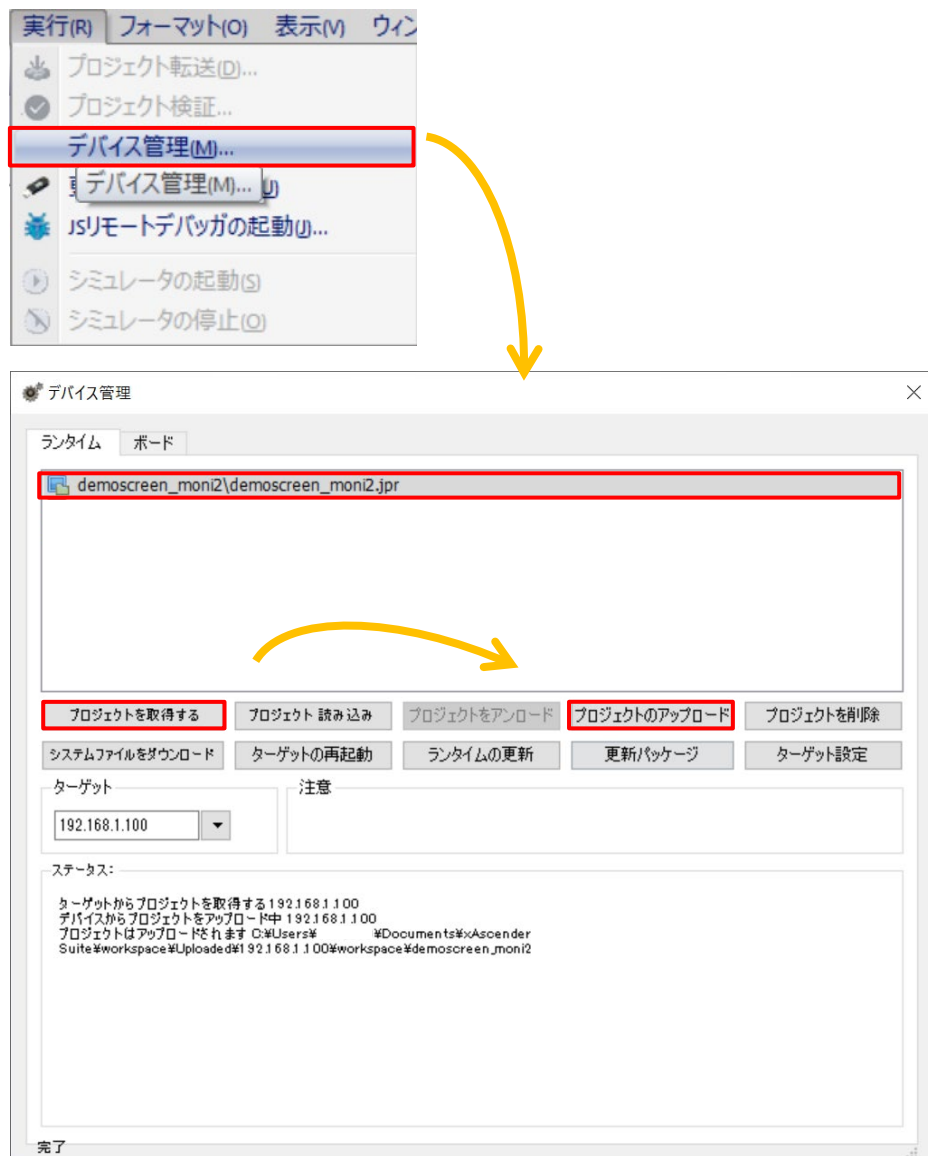 実行(R) フォーマット(O) 表示(V) ウィン
プロジェクト転送(D)...
プロジェクト検証...
デバイス管理(M)...
デバイス管理(M)...
JSリモートデバッガの起動(J)...
シミュレータの起動(S)
シミュレータの停止(O)
デバイス管理
ランタイム ボード
demoscreen_moni2\demoscreen_moni2.jpr
プロジェクトを取得する プロジェクト 読み込み プロジェクトをアンロード プロジェクトのアップロード プロジェクトを削除
システムファイルをダウンロード ターゲットの再起動 ランタイムの更新 更新パッケージ ターゲット設定
ターゲット 注意
192.168.1.100
ステータス:
ターゲットからプロジェクトを取得する192.168.1.100
デバイスからプロジェクトをアップロード中 192.168.1.100
プロジェクトはアップロードされます C:¥Users¥ ¥Documents¥xAscender
Suite¥workspace¥Uploaded¥192.168.1.100¥workspace¥demoscreen_moni2
完了